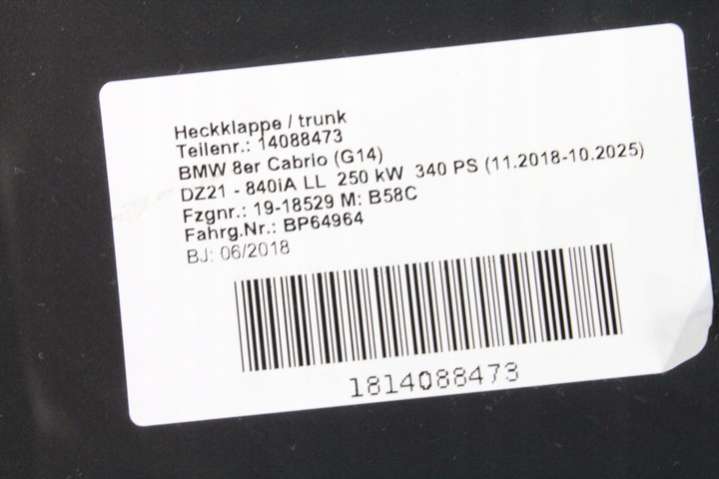 Heckklappe / trunk
Teilenr.: 14088473
BMW 8er Cabrio (G14)
DZ21 - 840iA LL 250 kW 340 PS (11.2018-10.2025)
Fzgnr.: 19-18529 M: B58C
Fahrg.Nr.: BP64964
BJ: 06/2018
1814088473